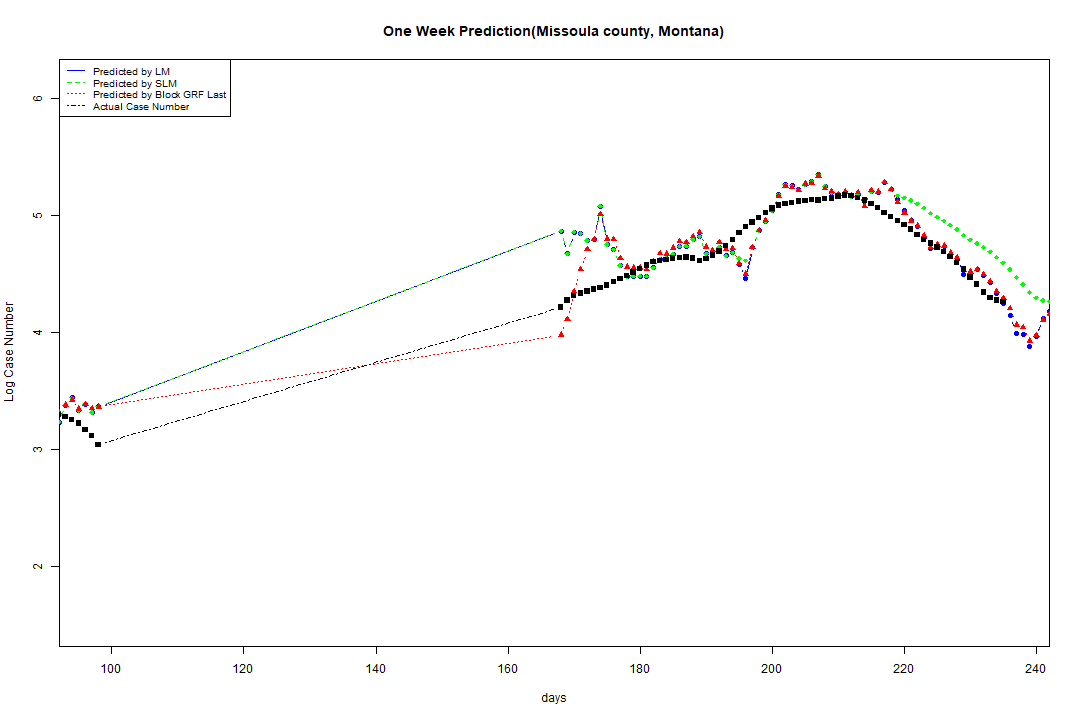 One Week Prediction(Missoula county, Montana)
Predicted by LM
Predicted by SLM
Predicted by Block GRF Last
Actual Case Number
6
5
4
3
2
Log Case Number
100 120 140 160 180 200 220 240
days